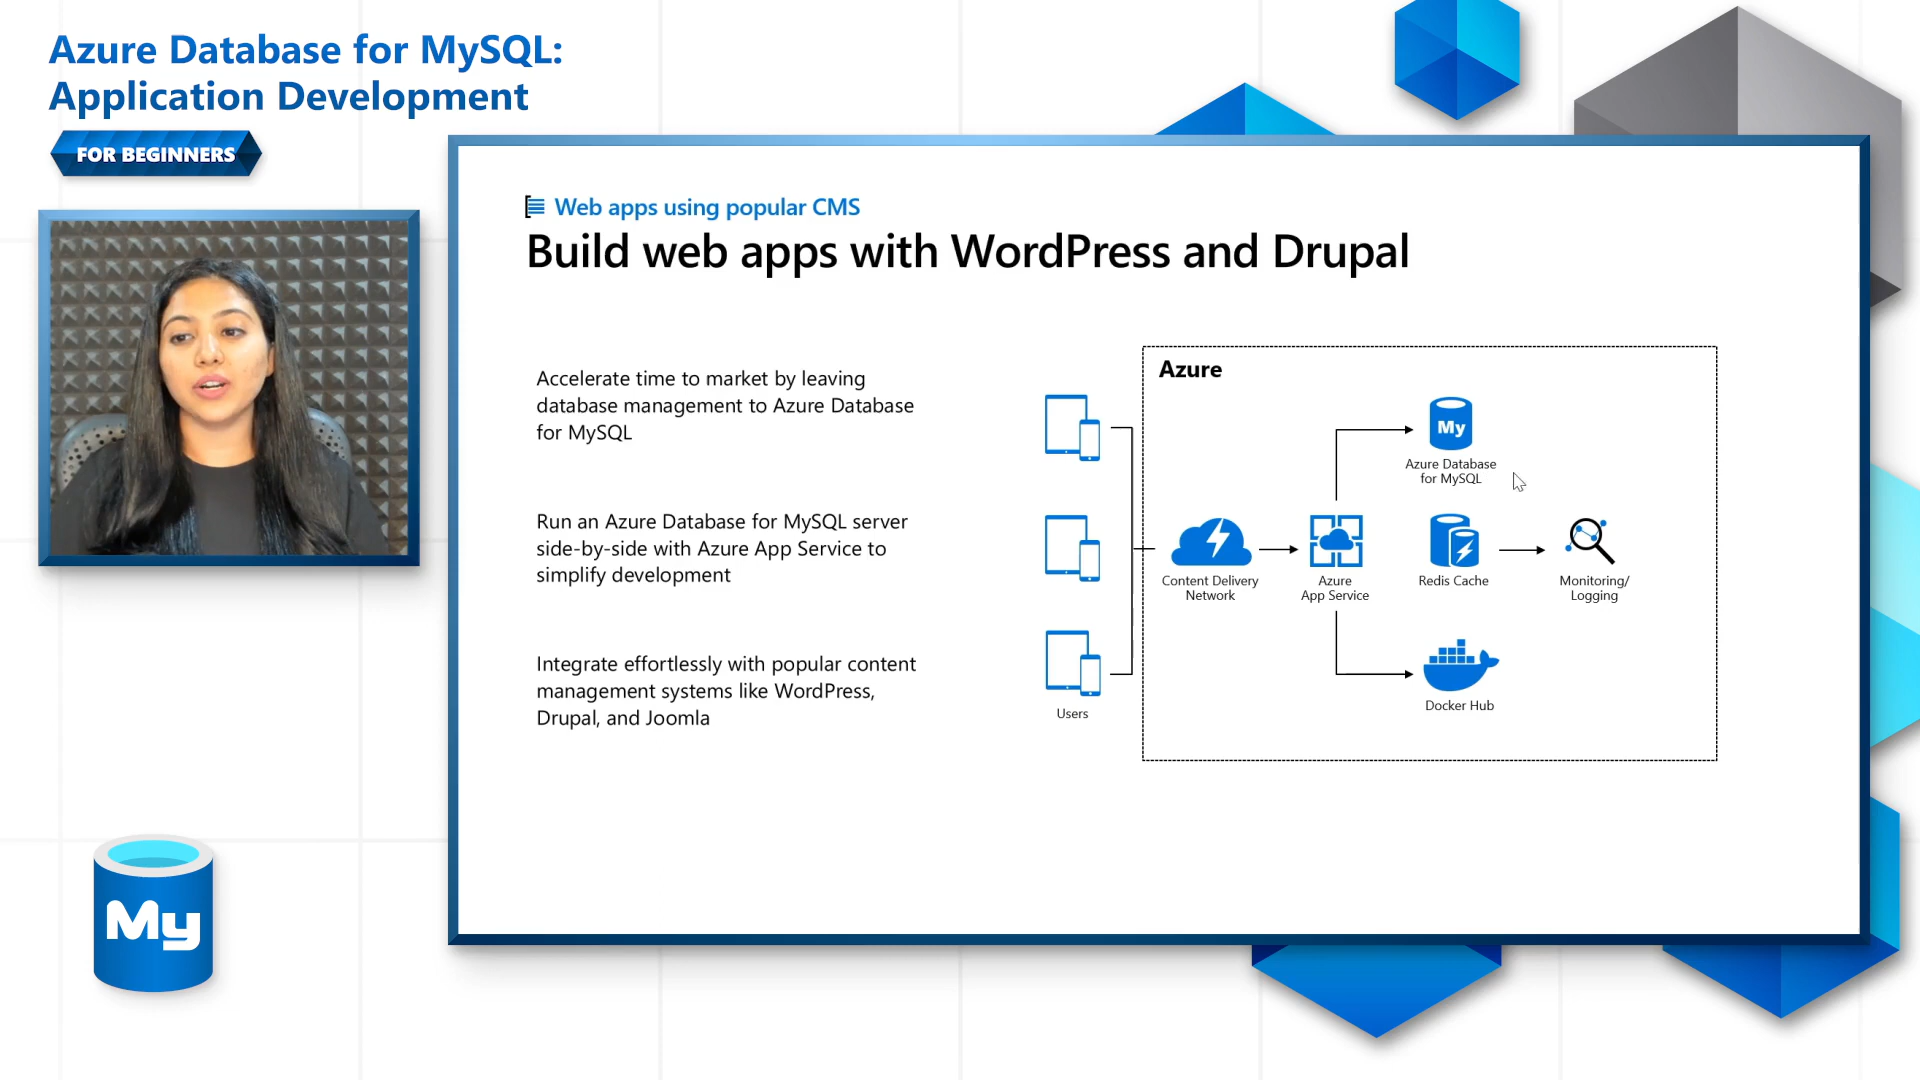 Azure Database for MySQL:
Application Development
FOR BEGINNERS
Web apps using popular CMS
Build web apps with WordPress and Drupal
Accelerate time to market by leaving
database management to Azure Database
for MySQL
Run an Azure Database for MySQL server
side-by-side with Azure App Service to
simplify development
Integrate effortlessly with popular content
management systems like WordPress,
Drupal, and Joomla
Users
Azure
Content Delivery
Network
Azure
App Service
My
Azure Database
for MySQL
Redis Cache
Monitoring/
Logging
Docker Hub
My